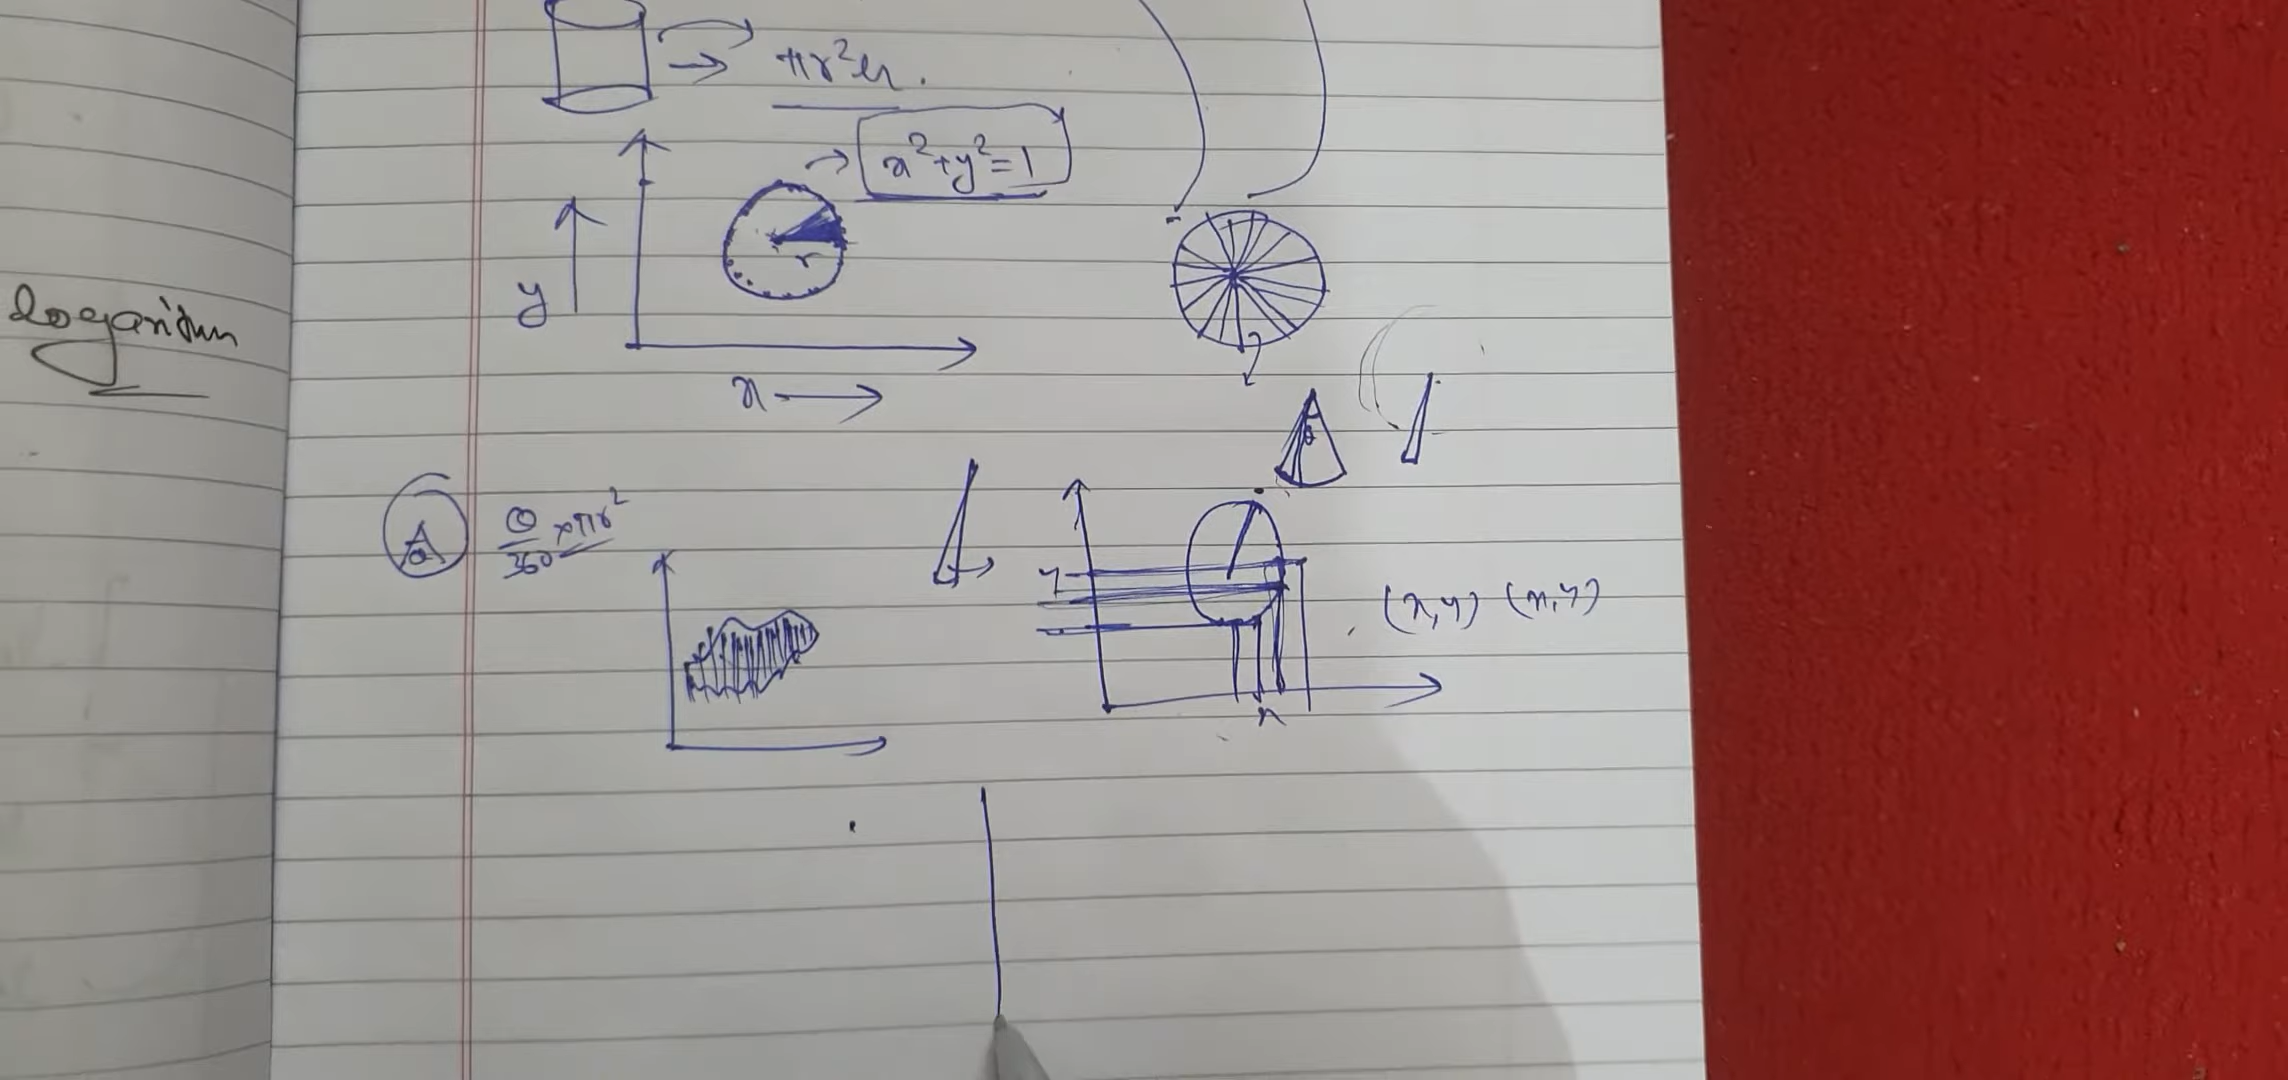 πr²h.
x²+y²=1
r
y
x
logarithm
θ
θ/360 × πr²
y
(x,y) (x,y)
x